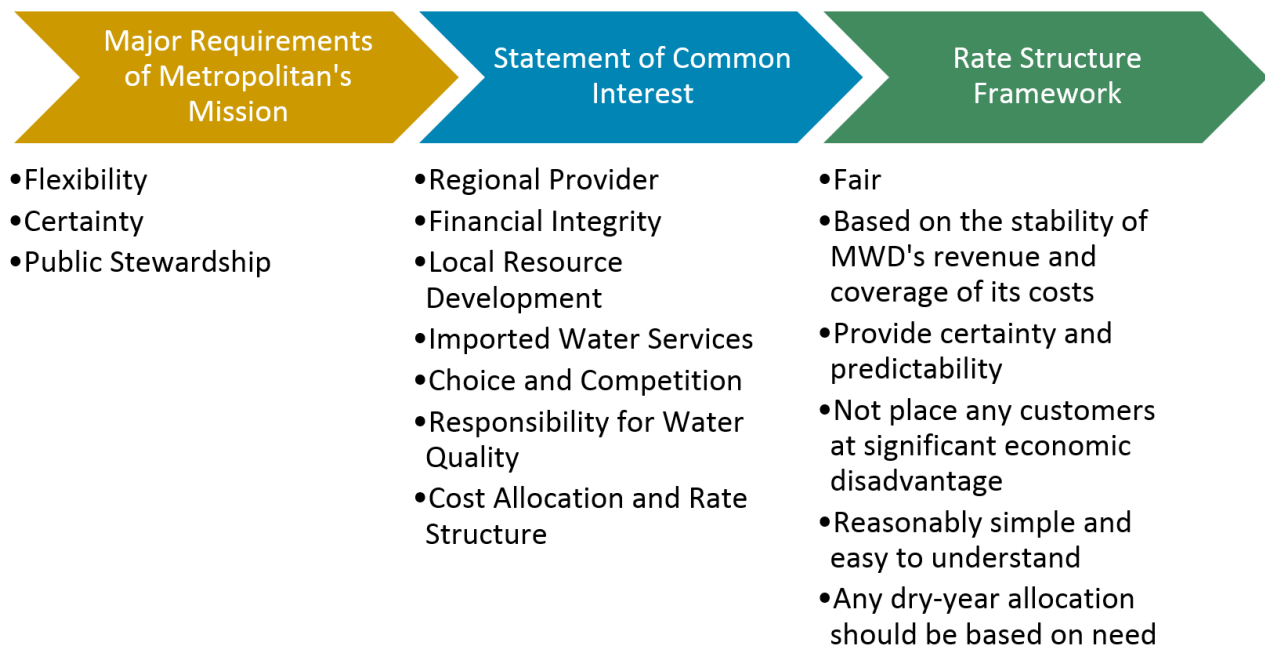 Major Requirements
of Metropolitan's
Mission
•Flexibility
•Certainty
•Public Stewardship
Statement of Common
Interest
•Regional Provider
•Financial Integrity
•Local Resource
Development
•Imported Water Services
•Choice and Competition
•Responsibility for Water
Quality
•Cost Allocation and Rate
Structure
Rate Structure
Framework
•Fair
•Based on the stability of
MWD's revenue and
coverage of its costs
•Provide certainty and
predictability
•Not place any customers
at significant economic
disadvantage
•Reasonably simple and
easy to understand
•Any dry-year allocation
should be based on need